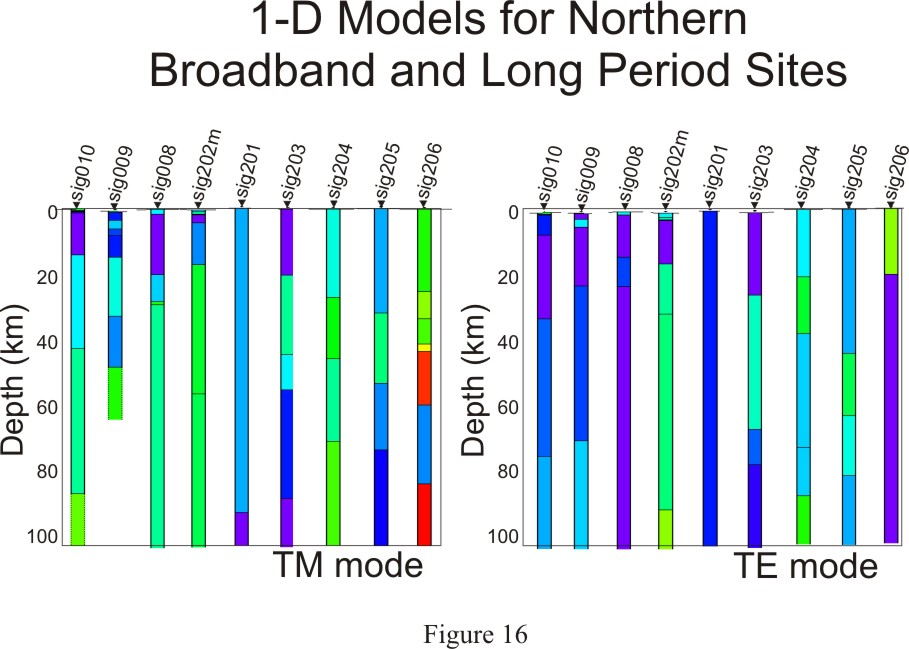 1-D Models for Northern
Broadband and Long Period Sites
sig010 sig009 sig008 sig202m sig201 sig203 sig204 sig205 sig206
Depth (km)
0
20
40
60
80
100
TM mode
sig010 sig009 sig008 sig202m sig201 sig203 sig204 sig205 sig206
Depth (km)
0
20
40
60
80
100
TE mode
Figure 16